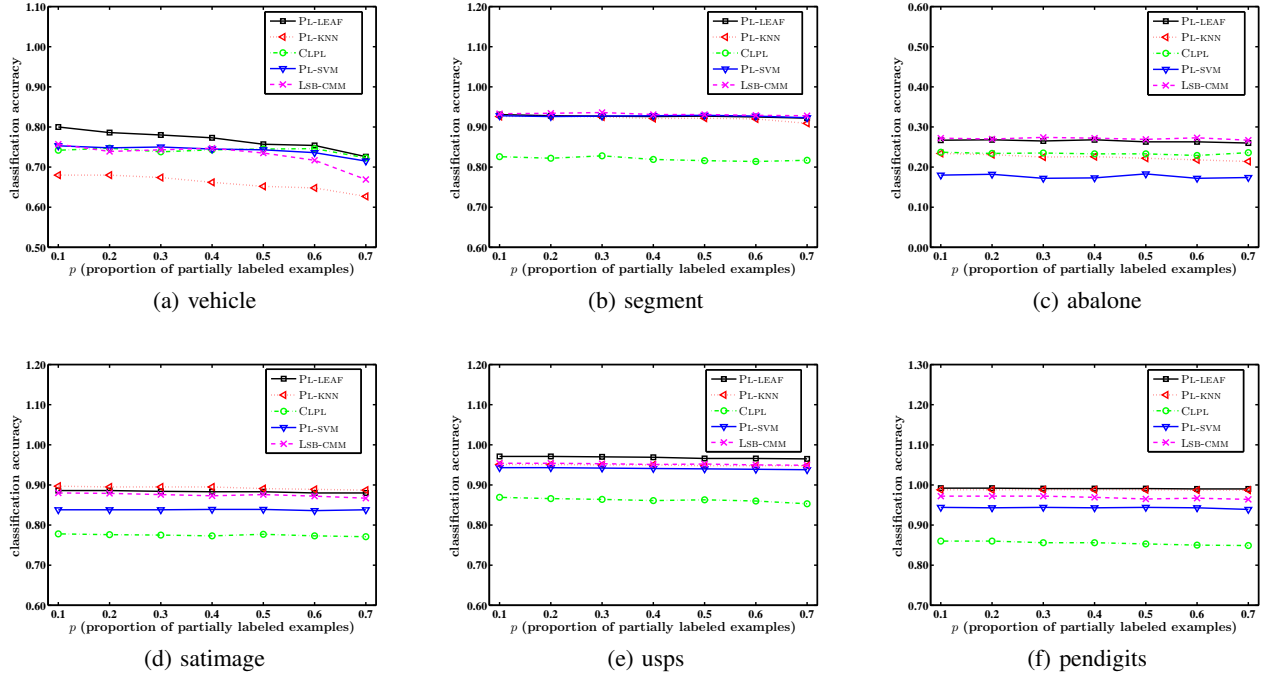 1.10
1.00
0.90
0.80
0.70
0.60
0.50
classification accuracy
PL-LEAF
PL-KNN
CLPL
PL-SVM
LSB-CMM
0.1 0.2 0.3 0.4 0.5 0.6 0.7
p (proportion of partially labeled examples)
(a) vehicle
1.20
1.10
1.00
0.90
0.80
0.70
0.60
classification accuracy
PL-LEAF
PL-KNN
CLPL
PL-SVM
LSB-CMM
0.1 0.2 0.3 0.4 0.5 0.6 0.7
p (proportion of partially labeled examples)
(b) segment
0.60
0.50
0.40
0.30
0.20
0.10
0.00
classification accuracy
PL-LEAF
PL-KNN
CLPL
PL-SVM
LSB-CMM
0.1 0.2 0.3 0.4 0.5 0.6 0.7
p (proportion of partially labeled examples)
(c) abalone
1.20
1.10
1.00
0.90
0.80
0.70
0.60
classification accuracy
PL-LEAF
PL-KNN
CLPL
PL-SVM
LSB-CMM
0.1 0.2 0.3 0.4 0.5 0.6 0.7
p (proportion of partially labeled examples)
(d) satimage
1.20
1.10
1.00
0.90
0.80
0.70
0.60
classification accuracy
PL-LEAF
PL-KNN
CLPL
PL-SVM
LSB-CMM
0.1 0.2 0.3 0.4 0.5 0.6 0.7
p (proportion of partially labeled examples)
(e) usps
1.30
1.20
1.10
1.00
0.90
0.80
0.70
classification accuracy
PL-LEAF
PL-KNN
CLPL
PL-SVM
LSB-CMM
0.1 0.2 0.3 0.4 0.5 0.6 0.7
p (proportion of partially labeled examples)
(f) pendigits